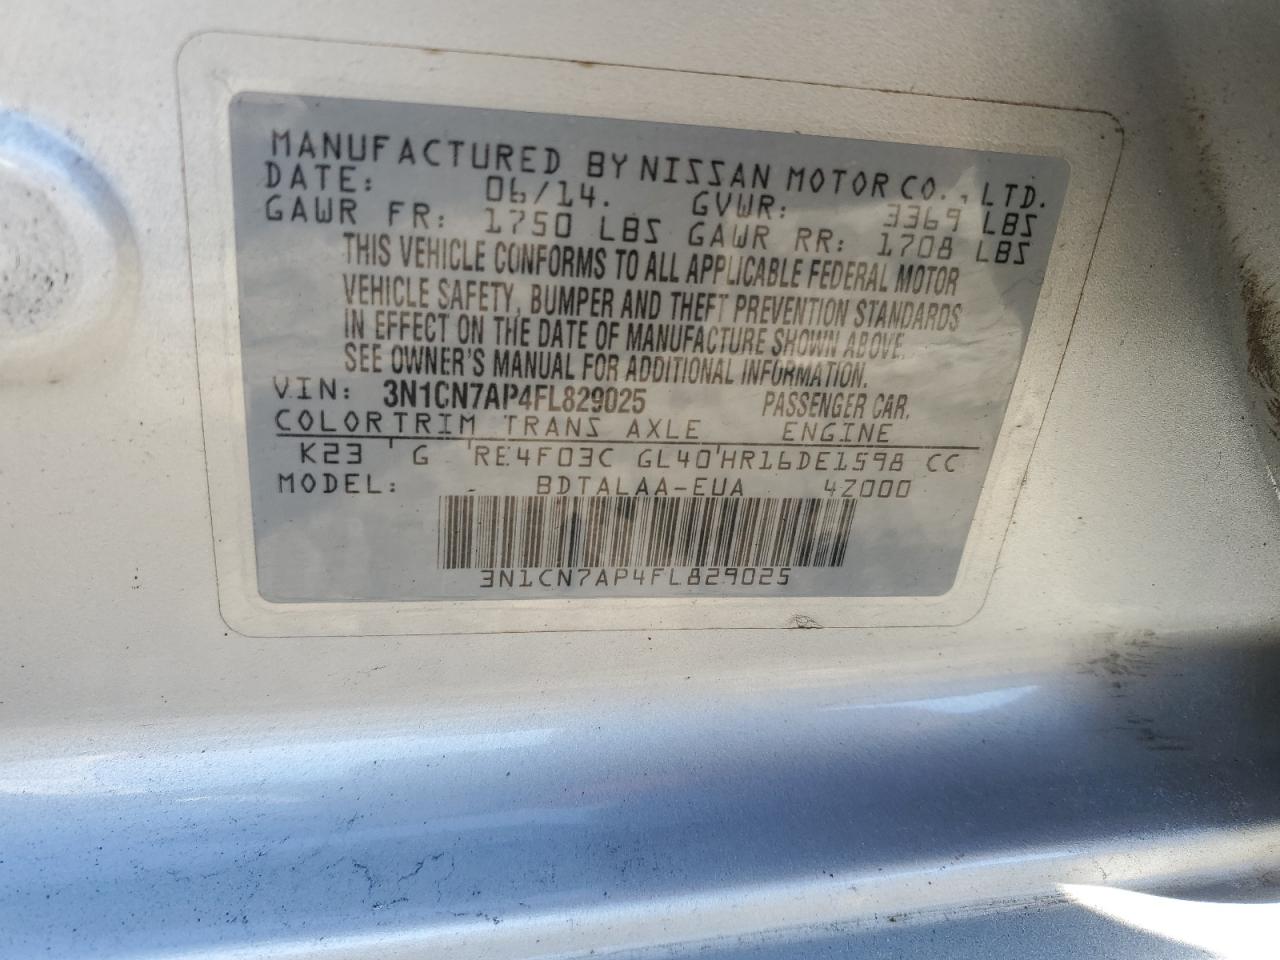 MANUFACTURED BY NISSAN MOTOR CO., LTD.
DATE: 06/14. GVWR: 3369 LBS
GAWR FR: 1750 LBS GAWR RR: 1708 LBS
THIS VEHICLE CONFORMS TO ALL APPLICABLE FEDERAL MOTOR
VEHICLE SAFETY, BUMPER AND THEFT PREVENTION STANDARDS
IN EFFECT ON THE DATE OF MANUFACTURE SHOWN ABOVE.
SEE OWNER'S MANUAL FOR ADDITIONAL INFORMATION.
VIN: 3N1CN7AP4FL829025 PASSENGER CAR.
COLOR TRIM TRANS AXLE ENGINE
K23 ' G ' RE4F03C GL40 ' HR16DE1598 CC
MODEL: BDTALAA-EUA 4Z000
3N1CN7AP4FL829025